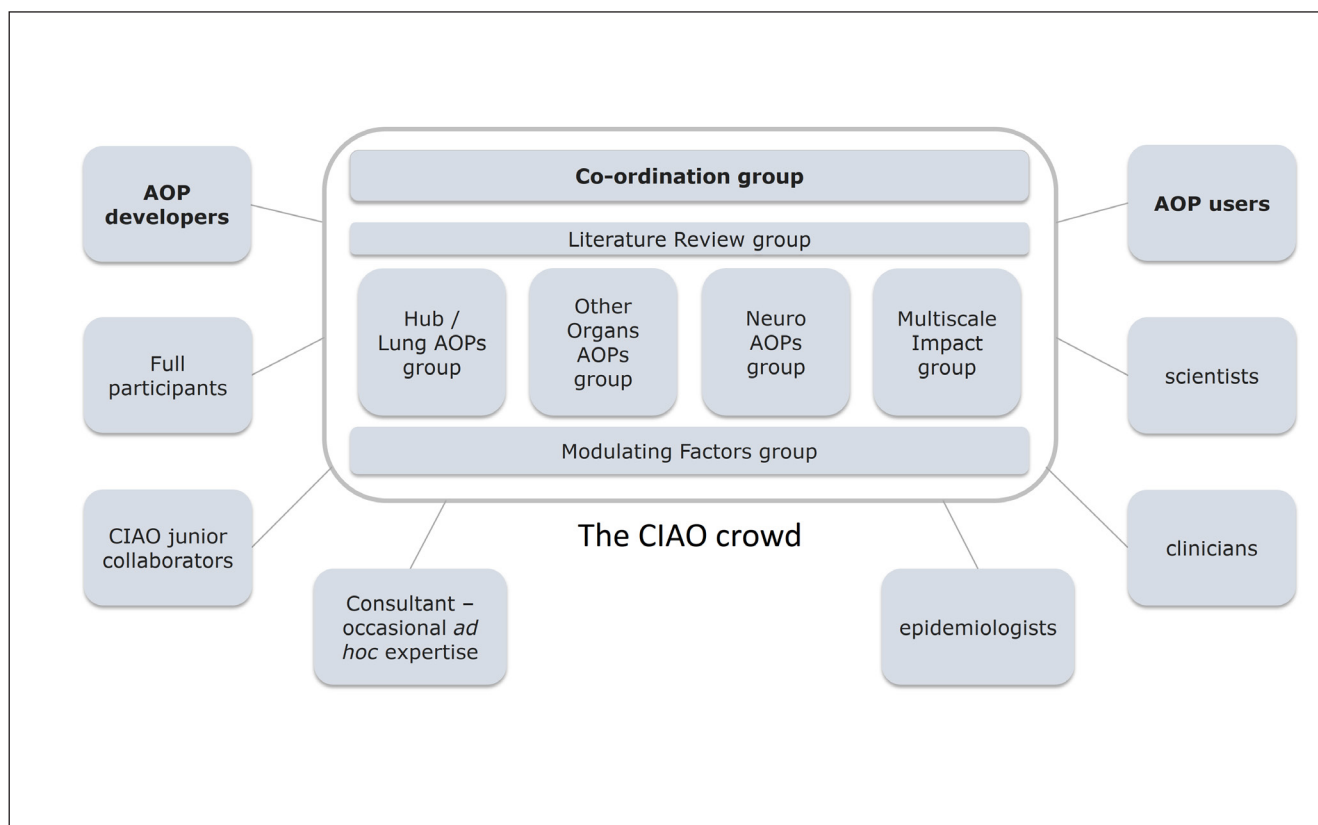 AOP
developers
Full
participants
CIAO junior
collaborators
Consultant –
occasional ad
hoc expertise
Co-ordination group
Literature Review group
Hub /
Lung AOPs
group
Other
Organs
AOPs
group
Neuro
AOPs
group
Multiscale
Impact
group
Modulating Factors group
The CIAO crowd
AOP users
scientists
clinicians
epidemiologists